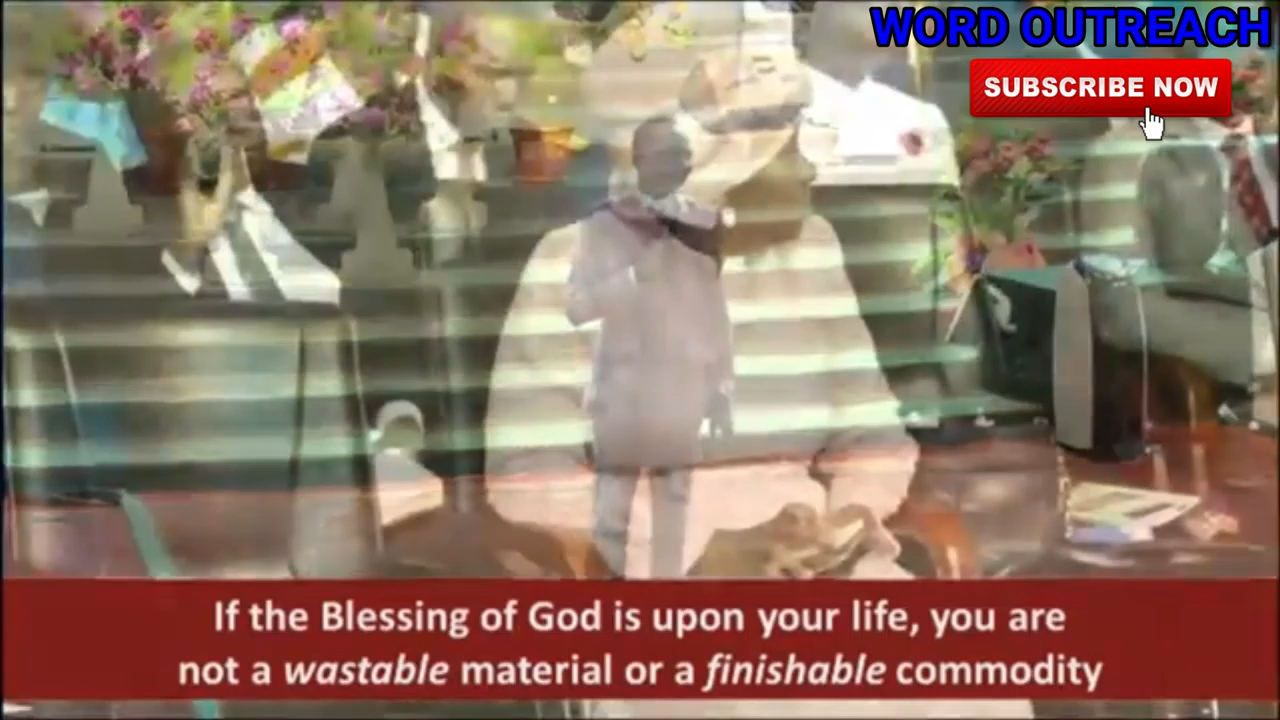 WORD OUTREACH
SUBSCRIBE NOW
If the Blessing of God is upon your life, you are
not a wastable material or a finishable commodity